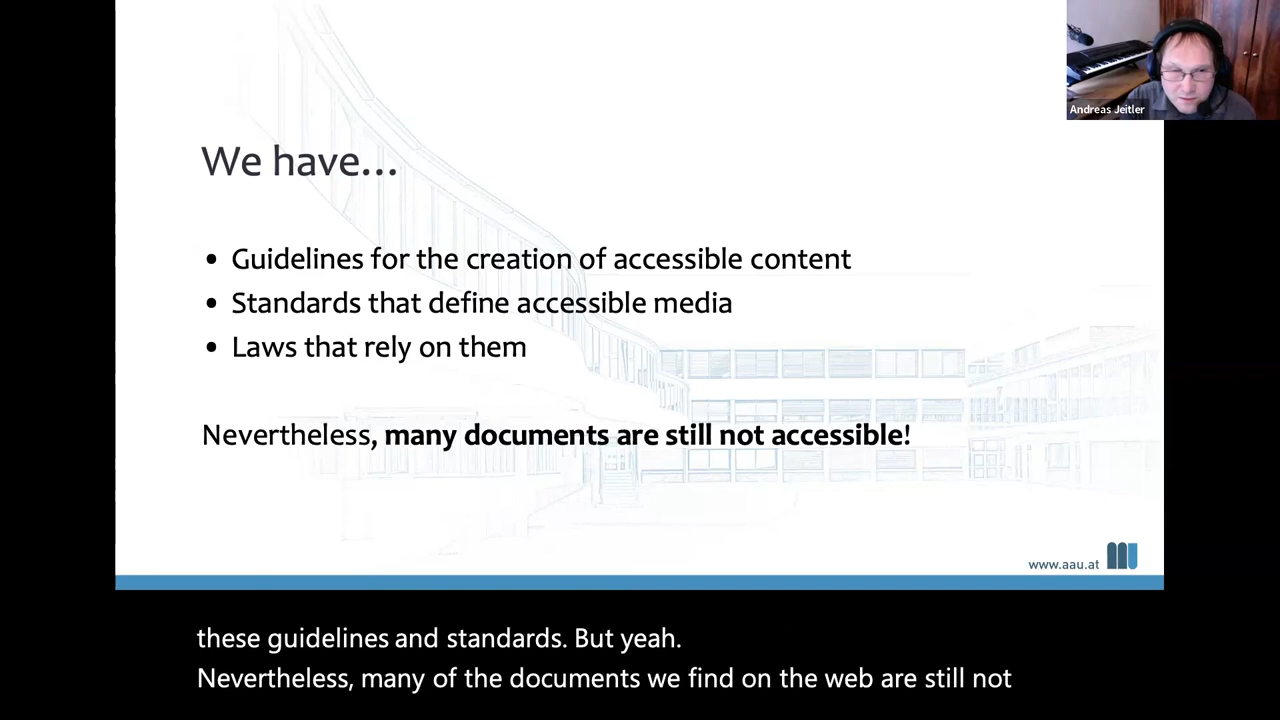 Andreas Jeitler
We have...
• Guidelines for the creation of accessible content
• Standards that define accessible media
• Laws that rely on them
Nevertheless, many documents are still not accessible!
www.aau.at
these guidelines and standards. But yeah.
Nevertheless, many of the documents we find on the web are still not